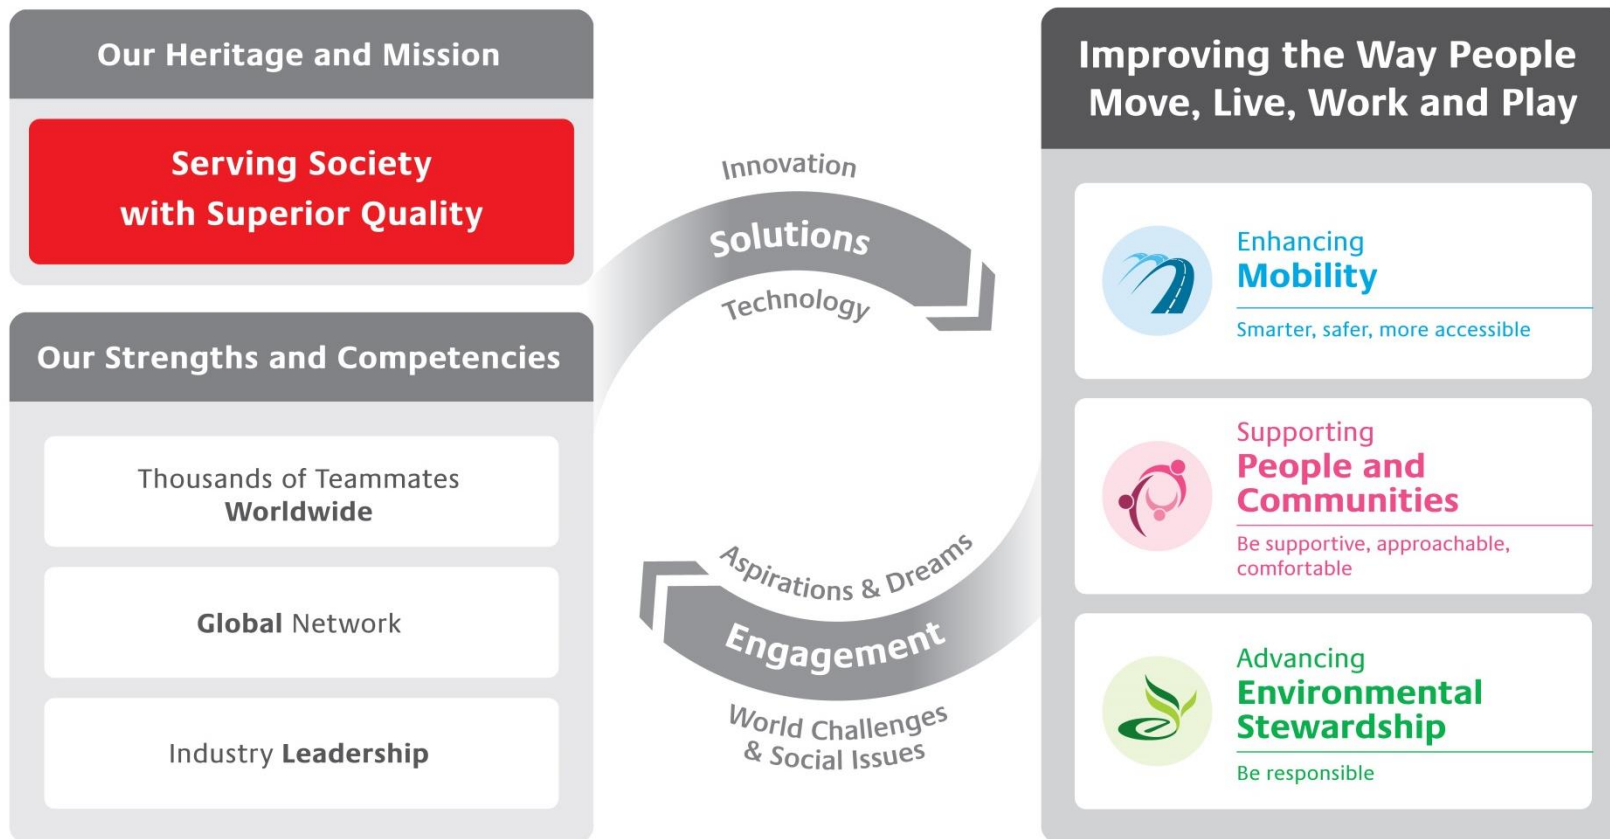 Our Heritage and Mission
Serving Society
with Superior Quality
Our Strengths and Competencies
Thousands of Teammates
Worldwide
Global Network
Industry Leadership
Innovation
Solutions
Technology
Aspirations & Dreams
Engagement
World Challenges
& Social Issues
Improving the Way People
Move, Live, Work and Play
Enhancing
Mobility
Smarter, safer, more accessible
Supporting
People and
Communities
Be supportive, approachable,
comfortable
Advancing
Environmental
Stewardship
Be responsible